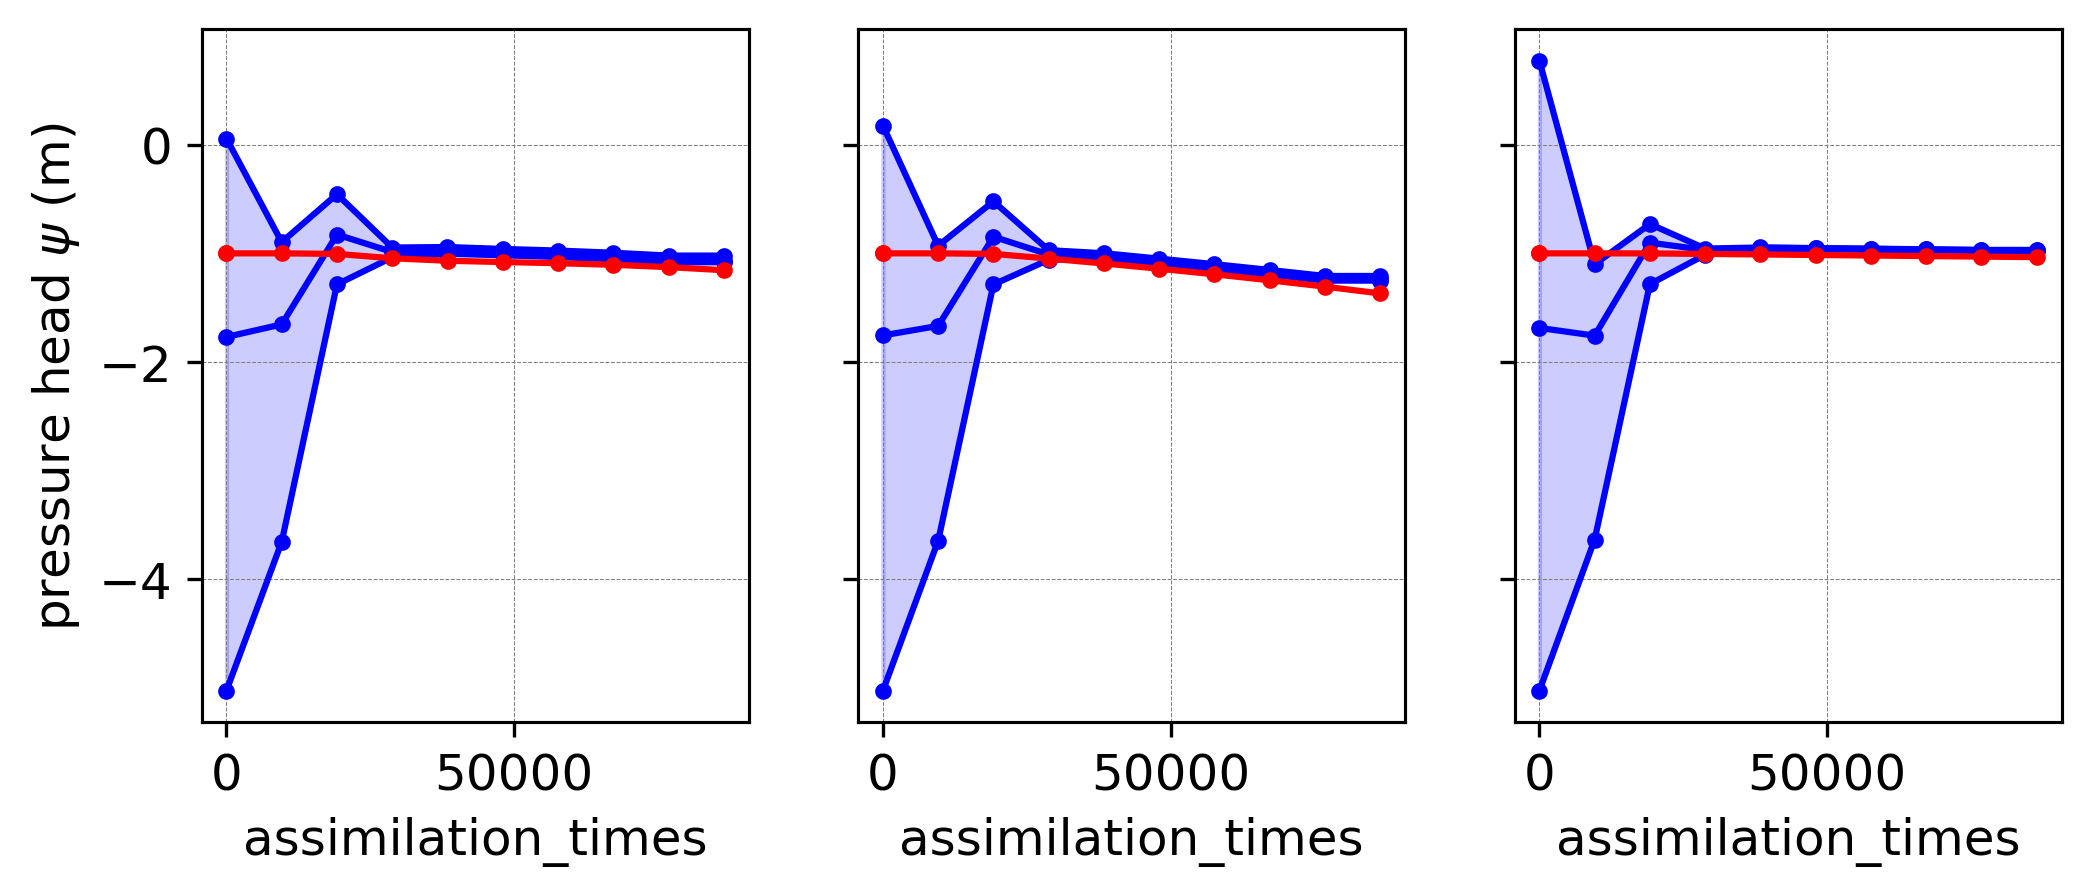 pressure head ψ (m)
0
−2
−4
0 50000
0 50000
0 50000
assimilation_times
assimilation_times
assimilation_times